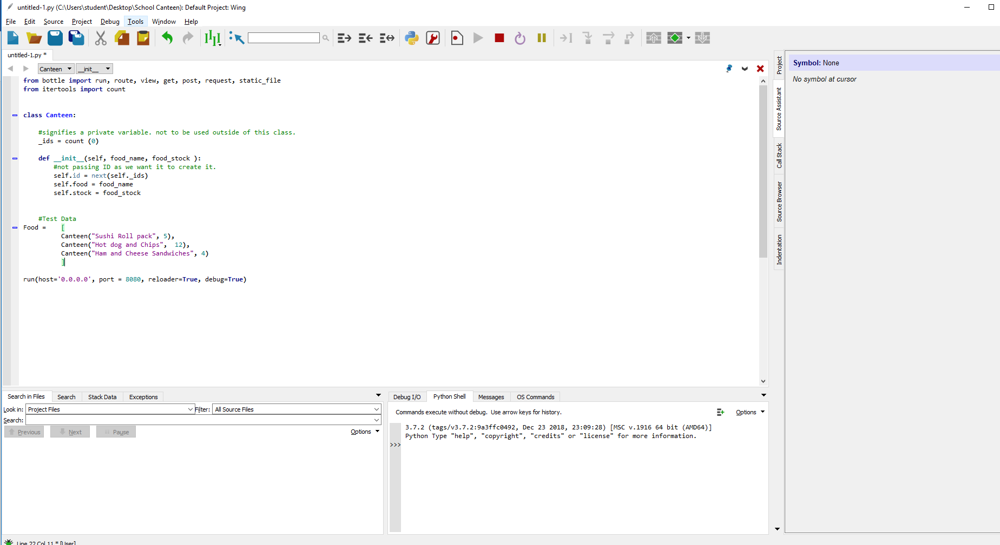 untitled-1.py (C:\Users\student\Desktop\School Canteen): Default Project: Wing
File Edit Source Project Debug Tools Window Help
untitled-1.py *
Canteen __init__
from bottle import run, route, view, get, post, request, static_file
from itertools import count
class Canteen:
#signifies a private variable. not to be used outside of this class.
_ids = count (0)
def __init__(self, food_name, food_stock ):
#not passing ID as we want it to create it.
self.id = next(self._ids)
self.food = food_name
self.stock = food_stock
#Test Data
Food = [
Canteen("Sushi Roll pack", 5),
Canteen("Hot dog and Chips", 12),
Canteen("Ham and Cheese Sandwiches", 4)
]
run(host='0.0.0.0', port = 8080, reloader=True, debug=True)
Project
Source Assistant
Call Stack
Source Browser
Indentation
Symbol: None
No symbol at cursor
Search in Files Search Stack Data Exceptions
Look in: Project Files Filter: All Source Files
Search:
Previous Next Pause Options
Debug I/O Python Shell Messages OS Commands
Commands execute without debug. Use arrow keys for history. Options
3.7.2 (tags/v3.7.2:9a3ffc0492, Dec 23 2018, 23:09:28) [MSC v.1916 64 bit (AMD64)]
Python Type "help", "copyright", "credits" or "license" for more information.
>>>
Line 22 Col 11 * [User]